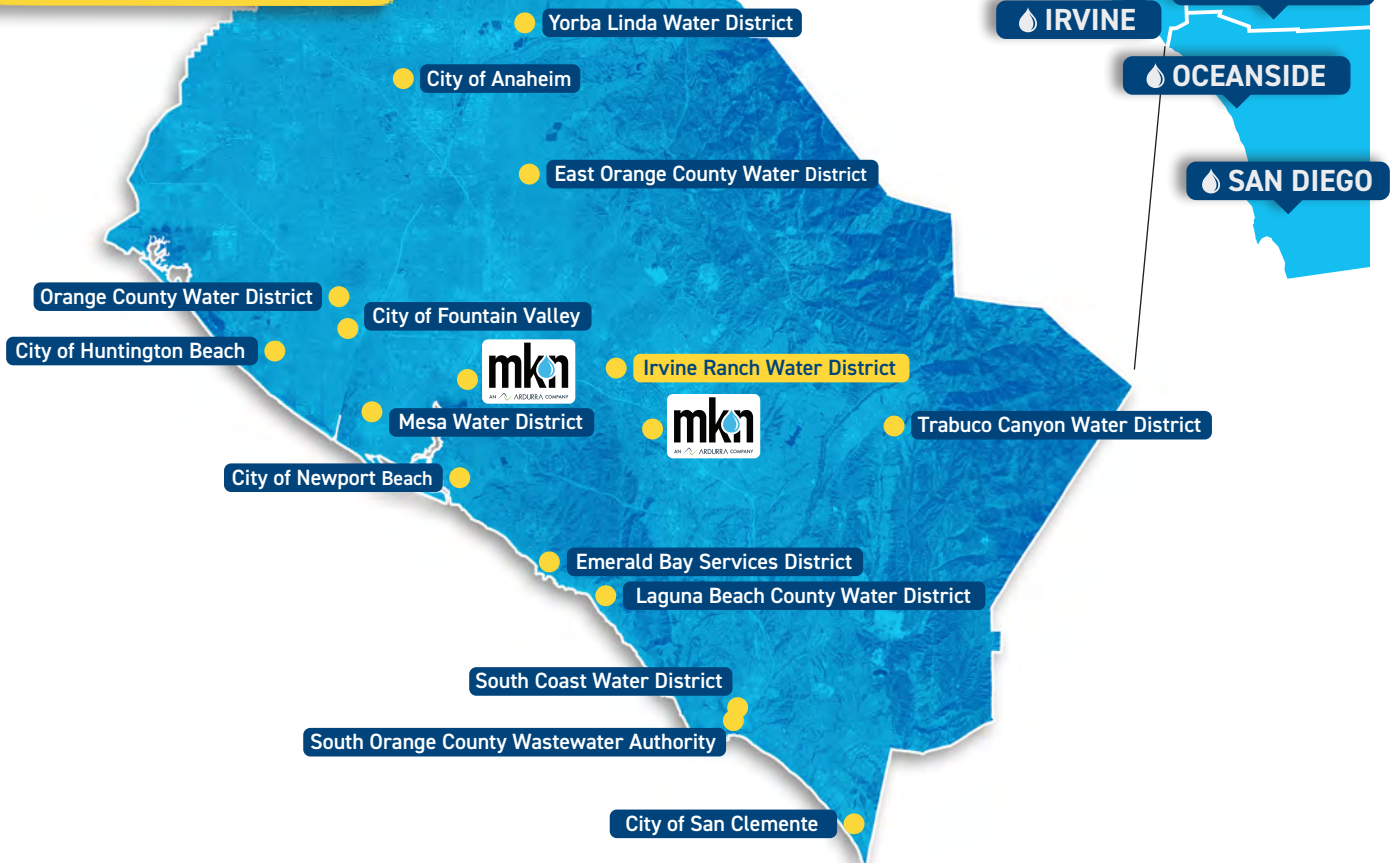 Yorba Linda Water District
IRVINE
City of Anaheim
OCEANSIDE
East Orange County Water District
SAN DIEGO
Orange County Water District
City of Fountain Valley
City of Huntington Beach
mkn
AN ARDURRA COMPANY
Irvine Ranch Water District
Mesa Water District
mkn
AN ARDURRA COMPANY
Trabuco Canyon Water District
City of Newport Beach
Emerald Bay Services District
Laguna Beach County Water District
South Coast Water District
South Orange County Wastewater Authority
City of San Clemente